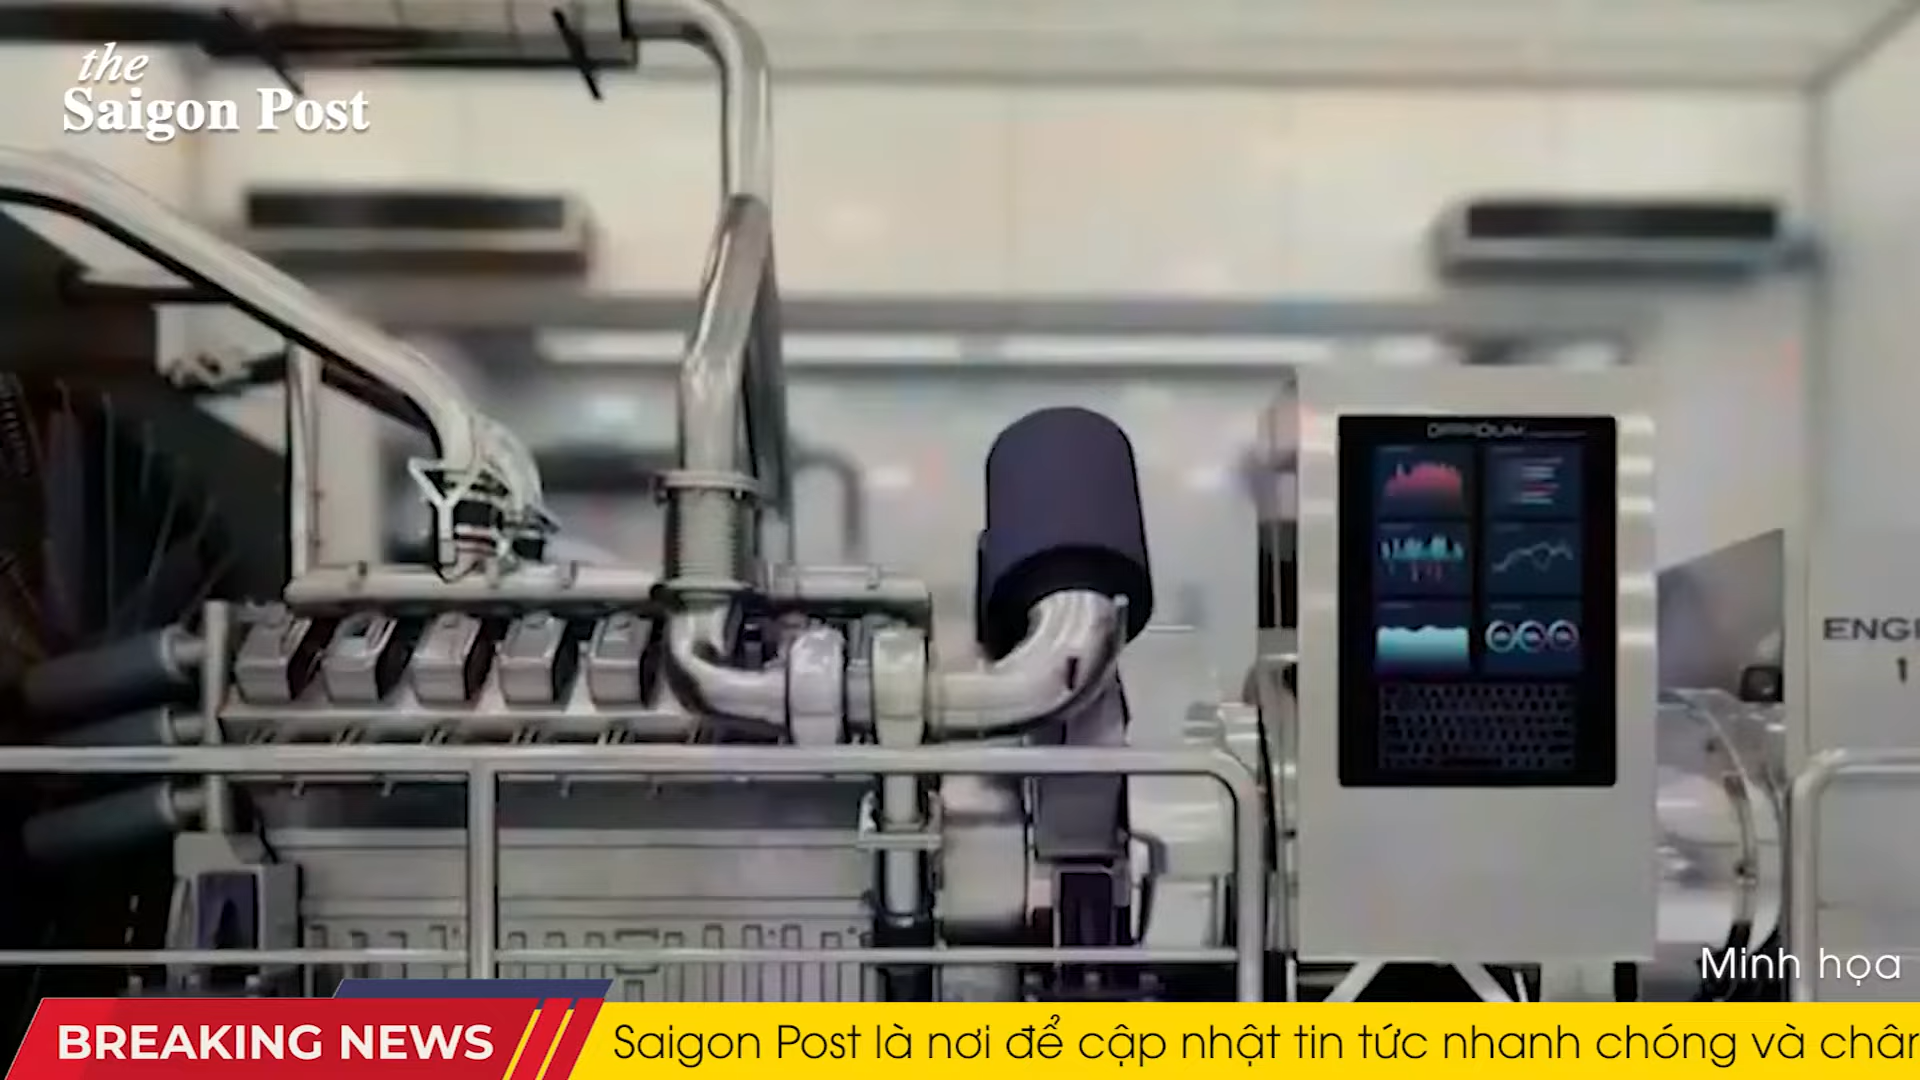 the
Saigon Post
ENGI
1
Minh họa
BREAKING NEWS
Saigon Post là nơi để cập nhật tin tức nhanh chóng và chân